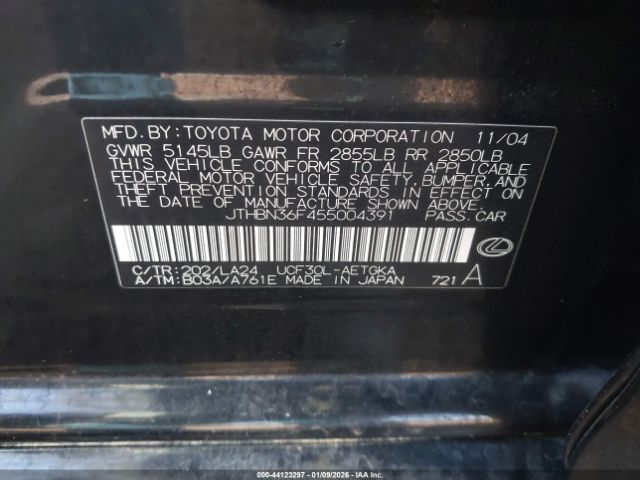 MFD. BY: TOYOTA MOTOR CORPORATION 11/04
GVWR 5145LB GAWR FR 2855LB RR 2850LB
THIS VEHICLE CONFORMS TO ALL APPLICABLE
FEDERAL MOTOR VEHICLE SAFETY, BUMPER, AND
THEFT PREVENTION STANDARDS IN EFFECT ON
THE DATE OF MANUFACTURE SHOWN ABOVE.
JTHBN36F455004391 PASS. CAR
C/TR: 202/LA24 UCF30L-AETGKA
A/TM: B03A/A761E MADE IN JAPAN 721 A
000-44123297 - 01/09/2026 - IAAI.COM